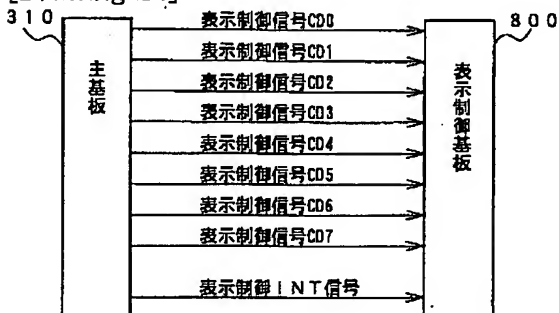 310
800
主基板
表示制御信号CD0
表示制御信号CD1
表示制御信号CD2
表示制御信号CD3
表示制御信号CD4
表示制御信号CD5
表示制御信号CD6
表示制御信号CD7
表示制御INT信号
表示制御基板